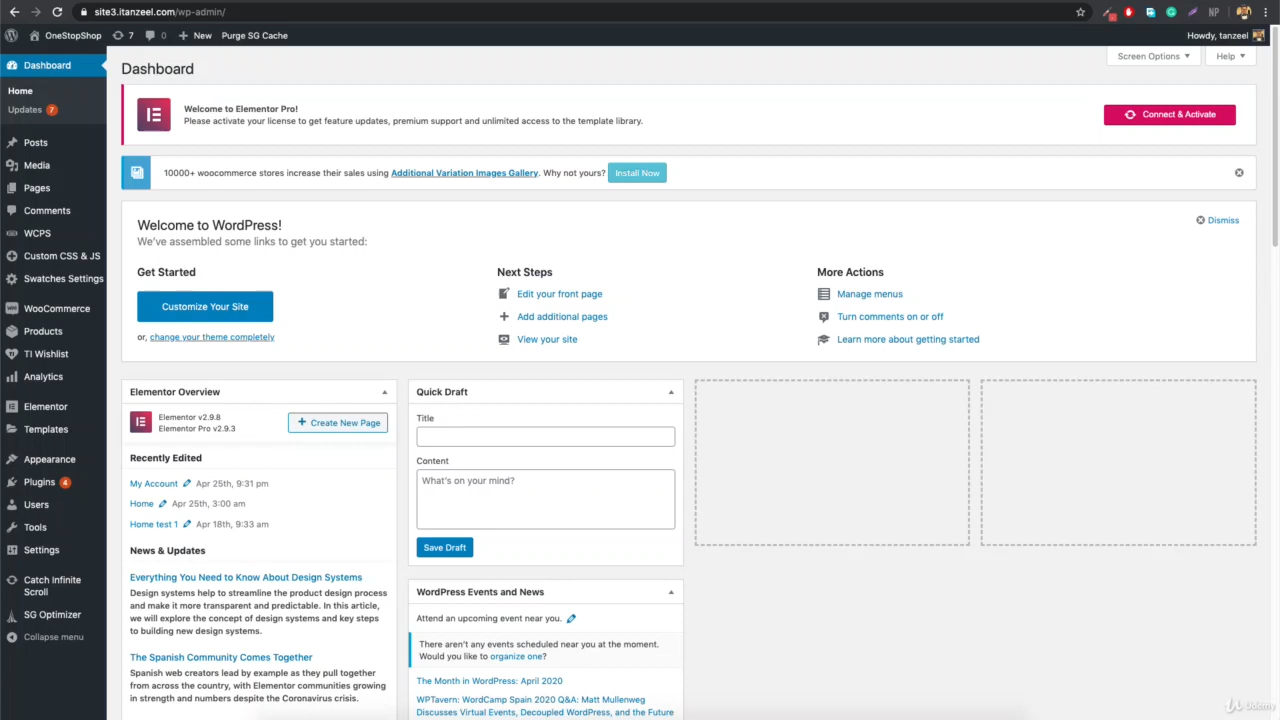 site3.itanzeel.com/wp-admin/
NP
OneStopShop 7 0 New Purge SG Cache Howdy, tanzeel
Dashboard
Home
Updates 7
Posts
Media
Pages
Comments
WCPS
Custom CSS & JS
Swatches Settings
WooCommerce
Products
TI Wishlist
Analytics
Elementor
Templates
Appearance
Plugins 4
Users
Tools
Settings
Catch Infinite
Scroll
SG Optimizer
Collapse menu
Dashboard
Screen Options Help
Welcome to Elementor Pro!
Please activate your license to get feature updates, premium support and unlimited access to the template library.
Connect & Activate
10000+ woocommerce stores increase their sales using Additional Variation Images Gallery. Why not yours? Install Now
Welcome to WordPress!
We've assembled some links to get you started:
Dismiss
Get Started
Customize Your Site
or, change your theme completely
Next Steps
Edit your front page
Add additional pages
View your site
More Actions
Manage menus
Turn comments on or off
Learn more about getting started
Elementor Overview
Elementor v2.9.8
Elementor Pro v2.9.3
Create New Page
Recently Edited
My Account Apr 25th, 9:31 pm
Home Apr 25th, 3:00 am
Home test 1 Apr 18th, 9:33 am
News & Updates
Everything You Need to Know About Design Systems
Design systems help to streamline the product design process
and make it more transparent and predictable. In this article,
we will explore the concept of design systems and key steps
to building new design systems.
The Spanish Community Comes Together
Spanish web creators lead by example as they pull together
from across the country, with Elementor communities growing
in strength and numbers despite the Coronavirus crisis.
Quick Draft
Title
Content
What's on your mind?
Save Draft
WordPress Events and News
Attend an upcoming event near you.
There aren't any events scheduled near you at the moment.
Would you like to organize one?
The Month in WordPress: April 2020
WPTavern: WordCamp Spain 2020 Q&A: Matt Mullenweg
Discusses Virtual Events, Decoupled WordPress, and the Future
Udemy